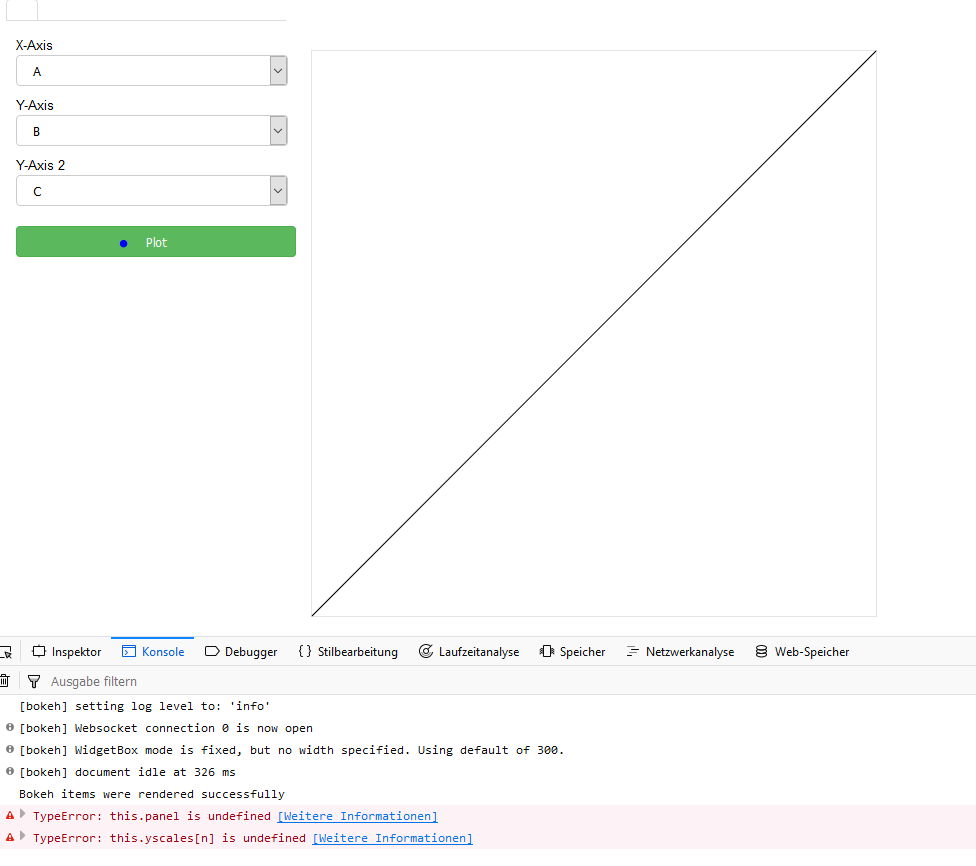 X-Axis
A
Y-Axis
B
Y-Axis 2
C
Plot
Inspektor Konsole Debugger {} Stilbearbeitung Laufzeitanalyse Speicher Netzwerkanalyse Web-Speicher
Ausgabe filtern
[bokeh] setting log level to: 'info'
[bokeh] Websocket connection 0 is now open
[bokeh] WidgetBox mode is fixed, but no width specified. Using default of 300.
[bokeh] document idle at 326 ms
Bokeh items were rendered successfully
TypeError: this.panel is undefined [Weitere Informationen]
TypeError: this.yscales[n] is undefined [Weitere Informationen]